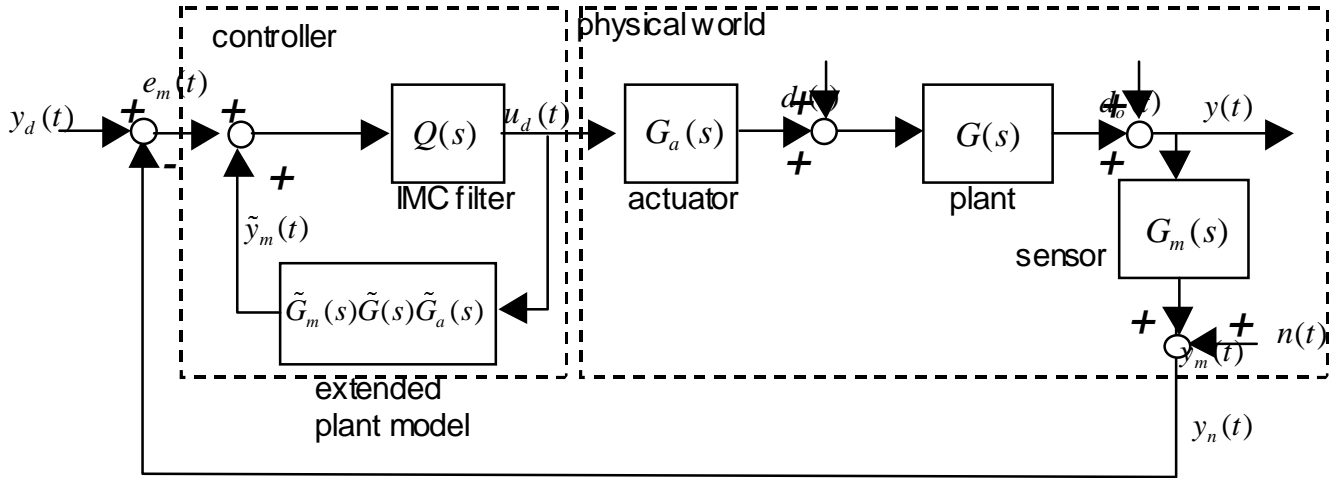 controller
physical world
e_m(t)
y_d(t)
+
-
+
+
Q(s)
IMC filter
u_d(t)
G_a(s)
actuator
+
+
G(s)
plant
+
+
y(t)
G_m(s)
sensor
ỹ_m(t)
G̃_m(s)G̃(s)G̃_a(s)
extended
plant model
+
+
n(t)
y_m(t)
y_n(t)